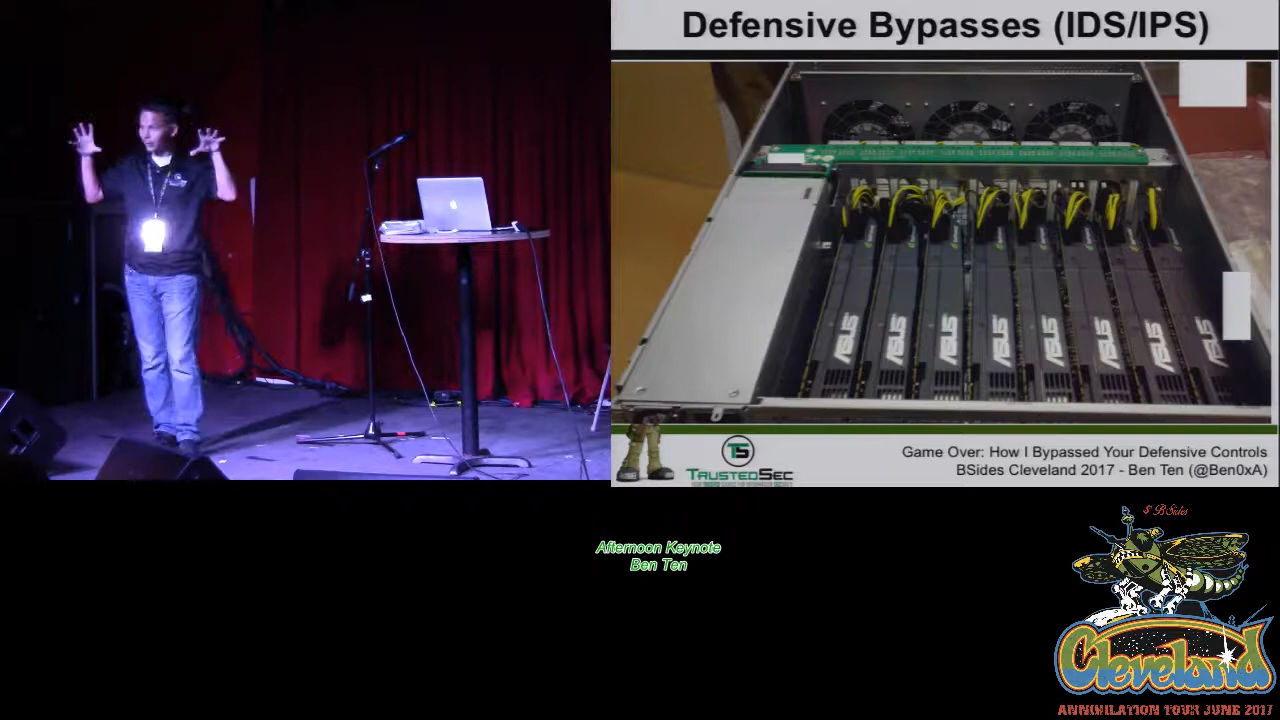 Defensive Bypasses (IDS/IPS)
ASUS
ASUS
ASUS
ASUS
ASUS
ASUS
ASUS
ASUS
TS
TRUSTEDSEC
Game Over: How I Bypassed Your Defensive Controls
BSides Cleveland 2017 - Ben Ten (@Ben0xA)
Afternoon Keynote
Ben Ten
$ BSides
Cleveland
ANNIHILATION TOUR JUNE 2017